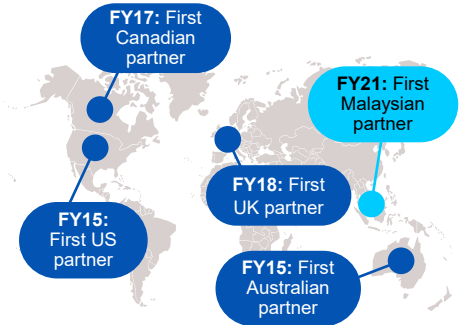 FY17: First
Canadian
partner
FY21: First
Malaysian
partner
FY18: First
UK partner
FY15:
First US
partner
FY15: First
Australian
partner